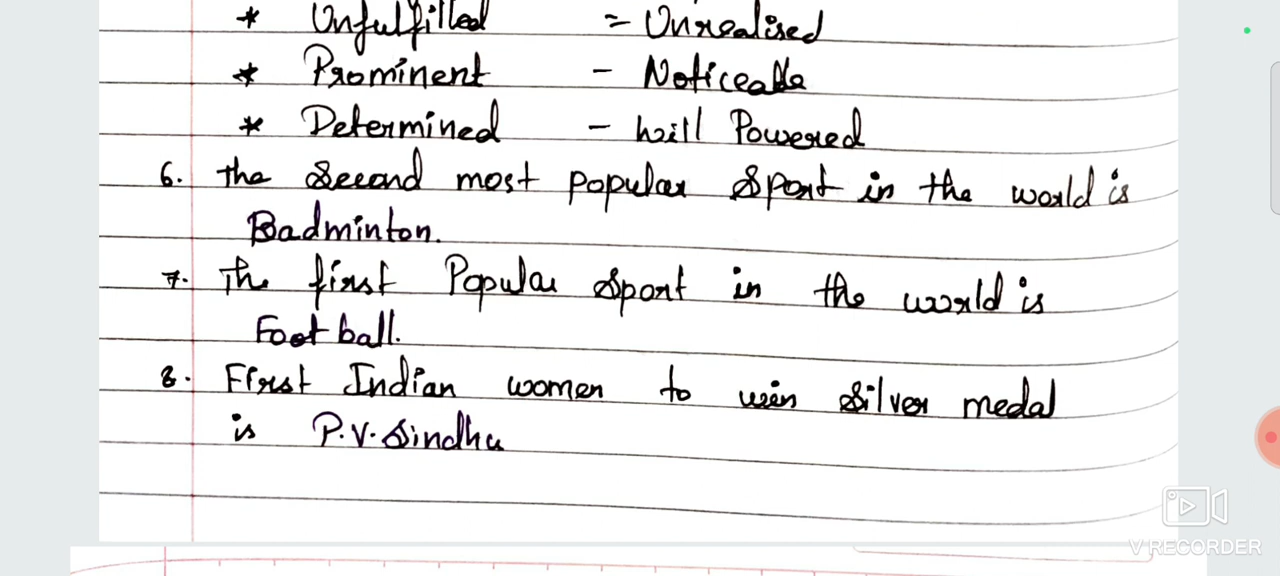 * Unfulfilled = Unrealised
* Prominent - Noticeable
* Determined - will Powered
6. the second most popular sport in the world is
Badminton.
7. The first Popular sport in the world is
Foot ball.
8. First Indian women to win silver medal
is P.V. Sindhu
V RECORDER